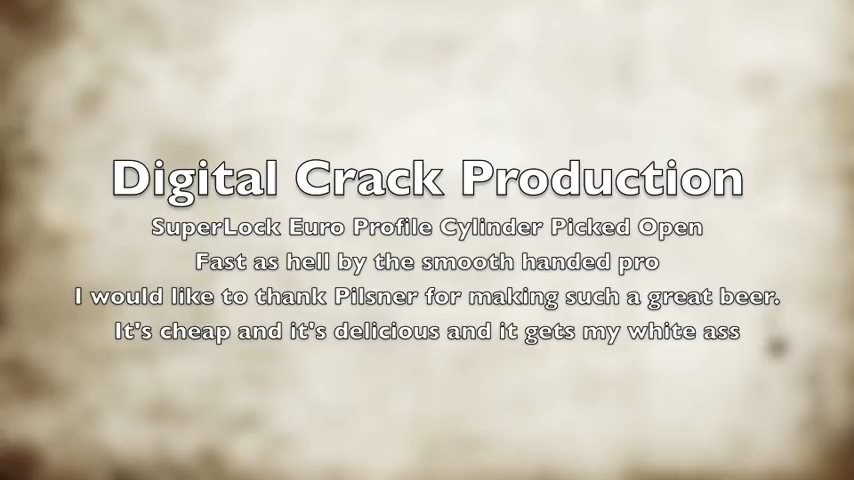 Digital Crack Production
SuperLock Euro Profile Cylinder Picked Open
Fast as hell by the smooth handed pro
I would like to thank Pilsner for making such a great beer.
It's cheap and it's delicious and it gets my white ass